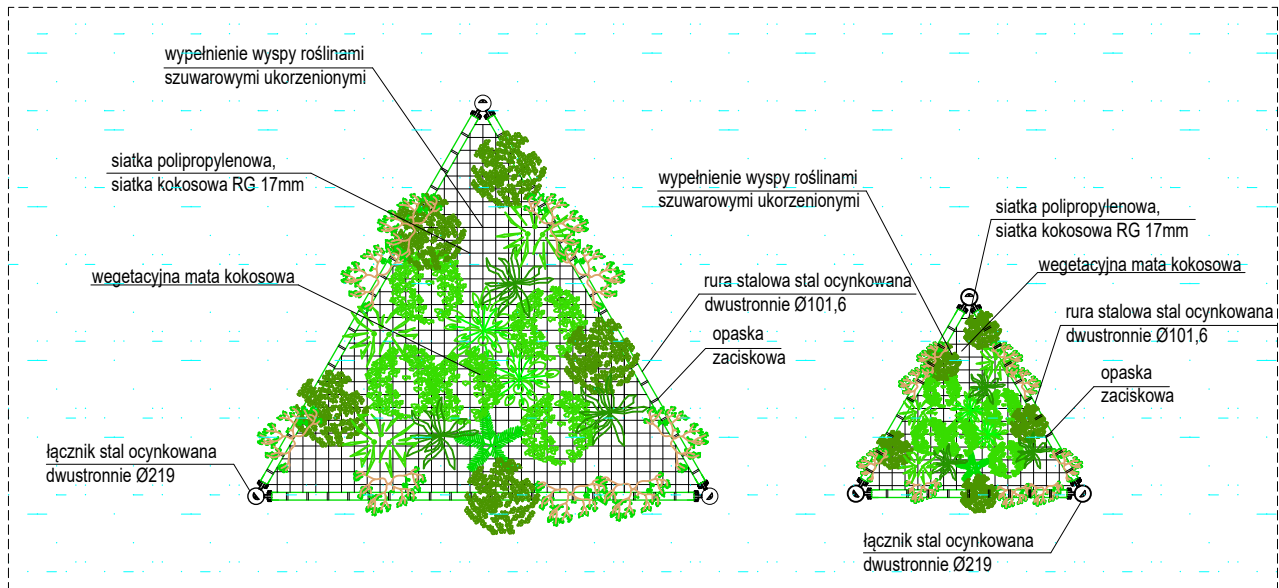 wypełnienie wyspy roślinami
szuwarowymi ukorzenionymi
siatka polipropylenowa,
siatka kokosowa RG 17mm
wegetacyjna mata kokosowa
rura stalowa stal ocynkowana
dwustronnie Ø101,6
opaska
zaciskowa
łącznik stal ocynkowana
dwustronnie Ø219
wypełnienie wyspy roślinami
szuwarowymi ukorzenionymi
siatka polipropylenowa,
siatka kokosowa RG 17mm
wegetacyjna mata kokosowa
rura stalowa stal ocynkowana
dwustronnie Ø101,6
opaska
zaciskowa
łącznik stal ocynkowana
dwustronnie Ø219